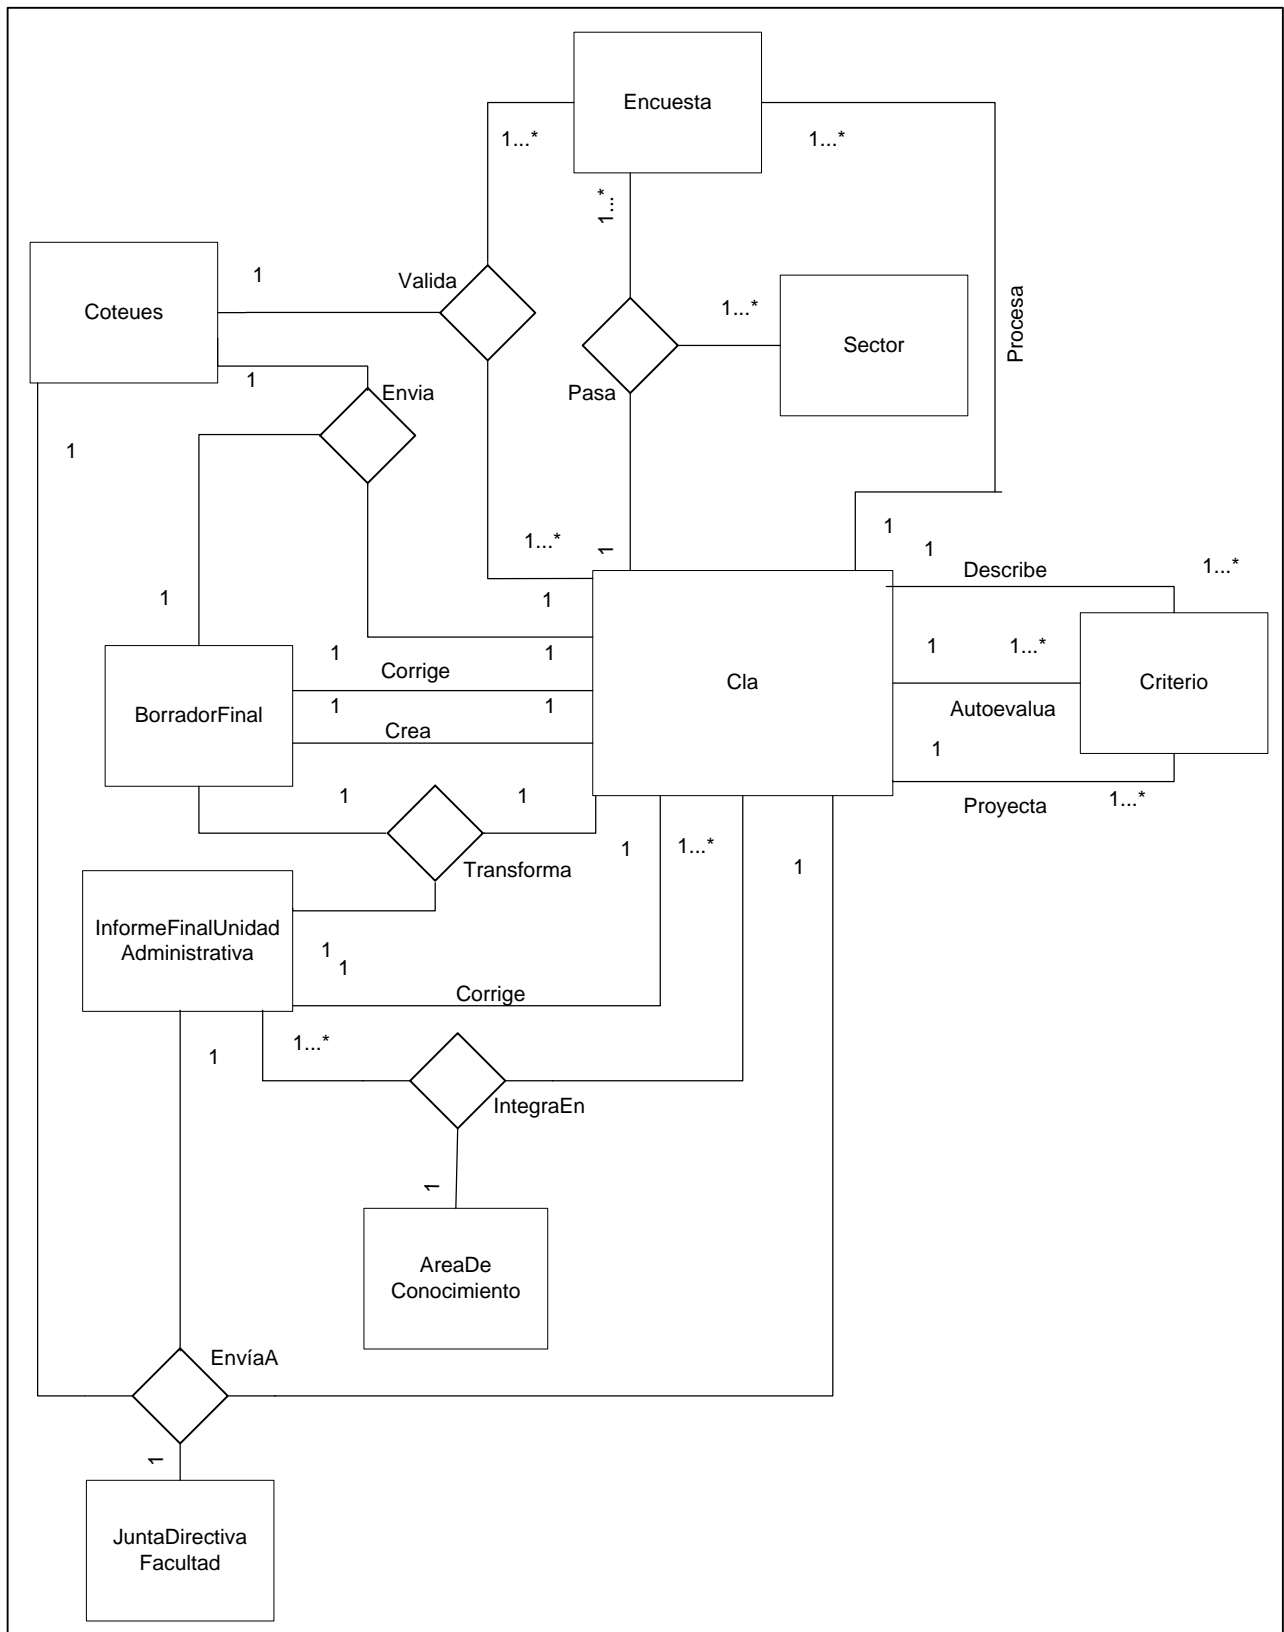 Encuesta
1...*
1...*
1...*
Coteues
1
Valida
1...*
Sector
Procesa
1
Envia
Pasa
1
1...*
1
1
1
Describe
1...*
1
1
1
1
Corrige
1
1...*
Cla
Criterio
BorradorFinal
1
1
Crea
Autoevalua
1
1
1
Proyecta
1...*
Transforma
1
1...*
1
InformeFinalUnidad
Administrativa
1
1
Corrige
1
1...*
IntegraEn
1
AreaDe
Conocimiento
EnvíaA
1
JuntaDirectiva
Facultad